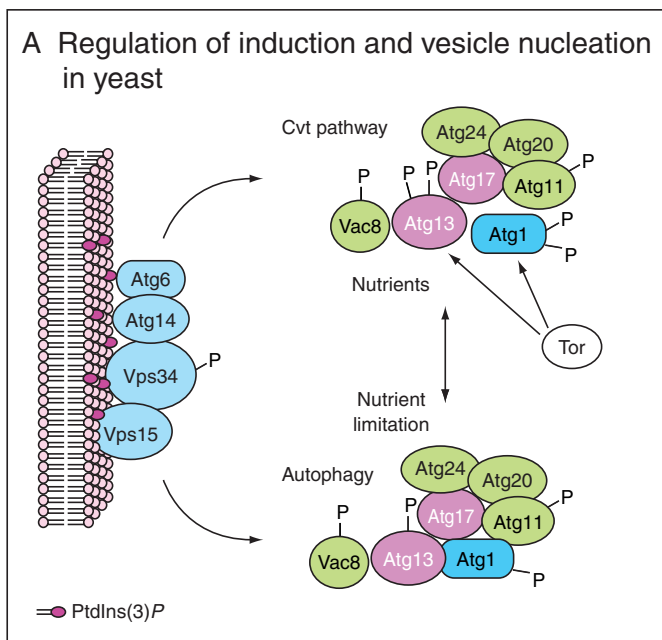 A Regulation of induction and vesicle nucleation
in yeast
Cvt pathway
Atg24
Atg20
P
P
P
P
Atg17
Atg11
Vac8
Atg13
Atg1
P
P
Atg6
Nutrients
Atg14
Tor
Vps34
P
Nutrient
limitation
Vps15
Autophagy
Atg24
Atg20
P
P
P
Atg17
Atg11
Vac8
Atg13
Atg1
P
PtdIns(3)P